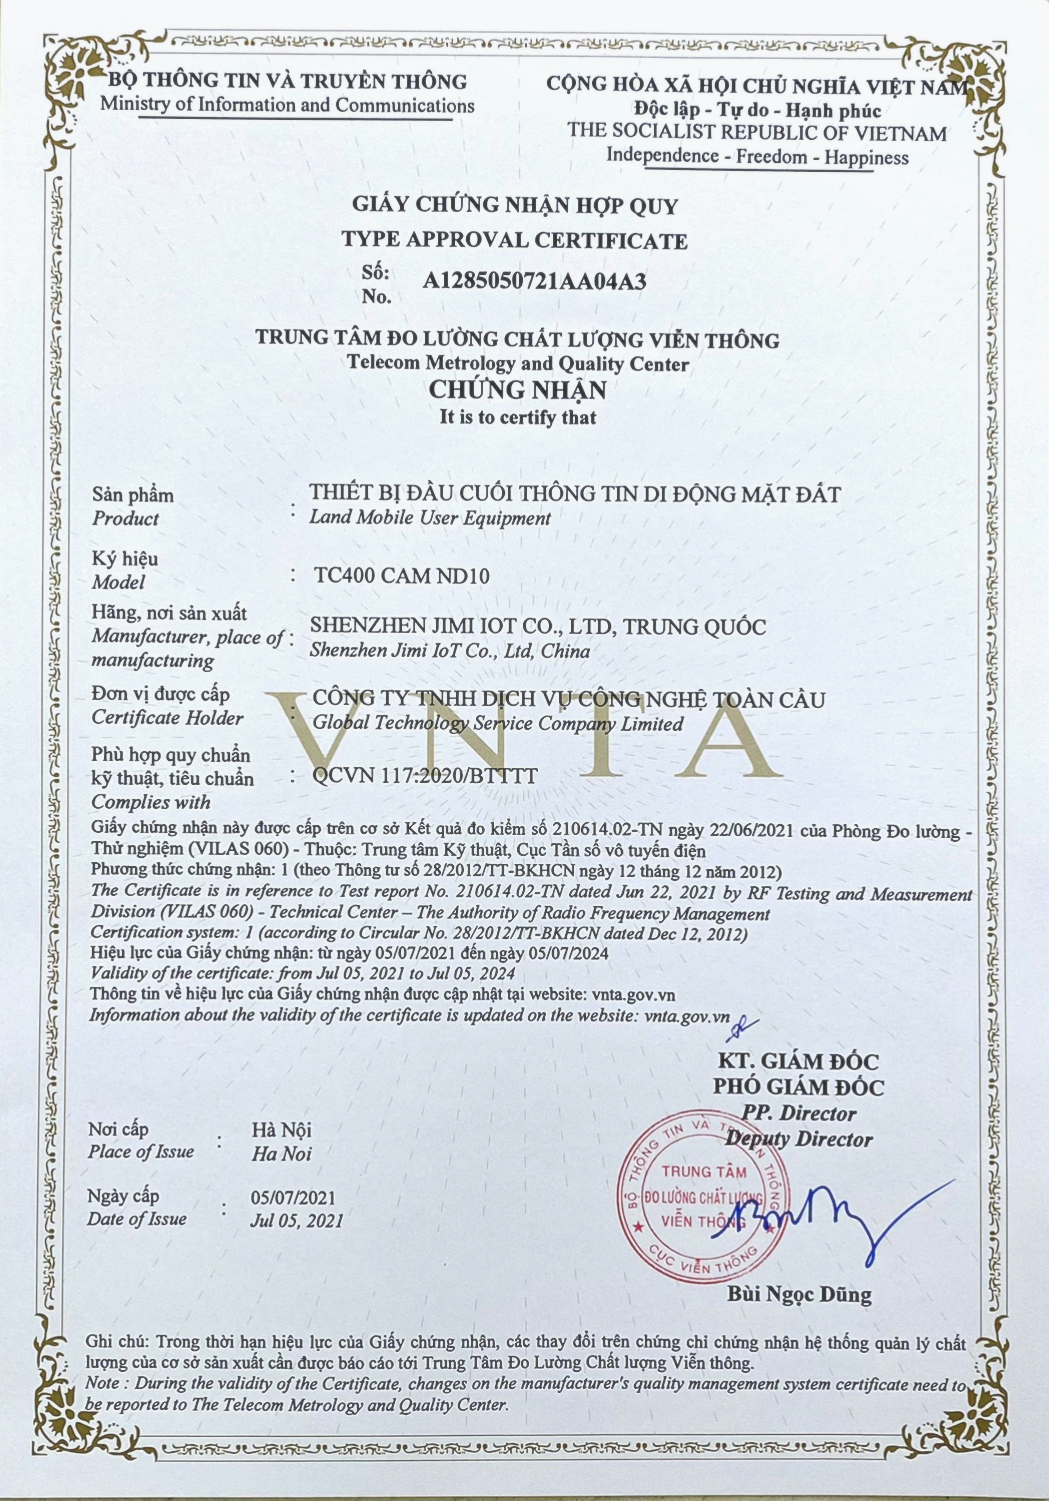 BỘ THÔNG TIN VÀ TRUYỀN THÔNG
Ministry of Information and Communications
CỘNG HÒA XÃ HỘI CHỦ NGHĨA VIỆT NAM
Độc lập - Tự do - Hạnh phúc
THE SOCIALIST REPUBLIC OF VIETNAM
Independence - Freedom - Happiness
GIẤY CHỨNG NHẬN HỢP QUY
TYPE APPROVAL CERTIFICATE
Số:
No.
A1285050721AA04A3
TRUNG TÂM ĐO LƯỜNG CHẤT LƯỢNG VIỄN THÔNG
Telecom Metrology and Quality Center
CHỨNG NHẬN
It is to certify that
Sản phẩm : THIẾT BỊ ĐẦU CUỐI THÔNG TIN DI ĐỘNG MẶT ĐẤT
Product Land Mobile User Equipment
Ký hiệu
Model : TC400 CAM ND10
Hãng, nơi sản xuất SHENZHEN JIMI IOT CO., LTD, TRUNG QUỐC
Manufacturer, place of : Shenzhen Jimi IoT Co., Ltd, China
manufacturing
Đơn vị được cấp : CÔNG TY TNHH DỊCH VỤ CÔNG NGHỆ TOÀN CẦU
Certificate Holder Global Technology Service Company Limited
VNTA
Phù hợp quy chuẩn
kỹ thuật, tiêu chuẩn : QCVN 117:2020/BTTTT
Complies with
Giấy chứng nhận này được cấp trên cơ sở Kết quả đo kiểm số 210614.02-TN ngày 22/06/2021 của Phòng Đo lường -
Thử nghiệm (VILAS 060) - Thuộc: Trung tâm Kỹ thuật, Cục Tần số vô tuyến điện
Phương thức chứng nhận: 1 (theo Thông tư số 28/2012/TT-BKHCN ngày 12 tháng 12 năm 2012)
The Certificate is in reference to Test report No. 210614.02-TN dated Jun 22, 2021 by RF Testing and Measurement
Division (VILAS 060) - Technical Center – The Authority of Radio Frequency Management
Certification system: 1 (according to Circular No. 28/2012/TT-BKHCN dated Dec 12, 2012)
Hiệu lực của Giấy chứng nhận: từ ngày 05/07/2021 đến ngày 05/07/2024
Validity of the certificate: from Jul 05, 2021 to Jul 05, 2024
Thông tin về hiệu lực của Giấy chứng nhận được cập nhật tại website: vnta.gov.vn
Information about the validity of the certificate is updated on the website: vnta.gov.vn
KT. GIÁM ĐỐC
PHÓ GIÁM ĐỐC
PP. Director
Deputy Director
Nơi cấp : Hà Nội
Place of Issue Ha Noi
Ngày cấp : 05/07/2021
Date of Issue Jul 05, 2021
BỘ THÔNG TIN VÀ TRUYỀN THÔNG
TRUNG TÂM
ĐO LƯỜNG CHẤT LƯỢNG
VIỄN THÔNG
CỤC VIỄN THÔNG
Bùi Ngọc Dũng
Ghi chú: Trong thời hạn hiệu lực của Giấy chứng nhận, các thay đổi trên chứng chỉ chứng nhận hệ thống quản lý chất
lượng của cơ sở sản xuất cần được báo cáo tới Trung Tâm Đo Lường Chất lượng Viễn thông.
Note : During the validity of the Certificate, changes on the manufacturer's quality management system certificate need to
be reported to The Telecom Metrology and Quality Center.